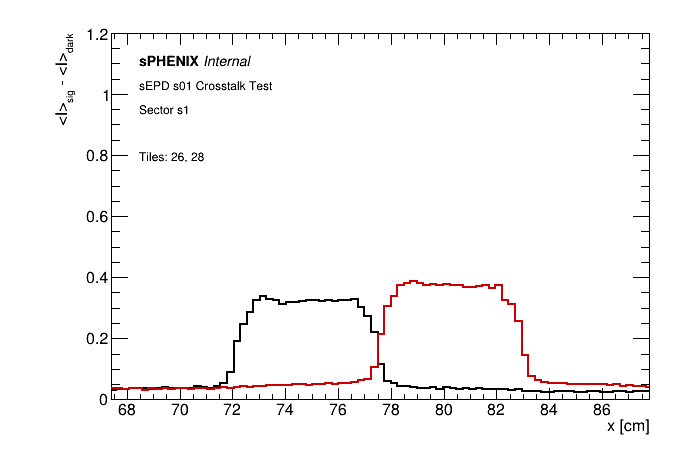 1.2
<I>sig - <I>dark
sPHENIX Internal
sEPD s01 Crosstalk Test
1
Sector s1
0.8
Tiles: 26, 28
0.6
0.4
0.2
0
68 70 72 74 76 78 80 82 84 86
x [cm]